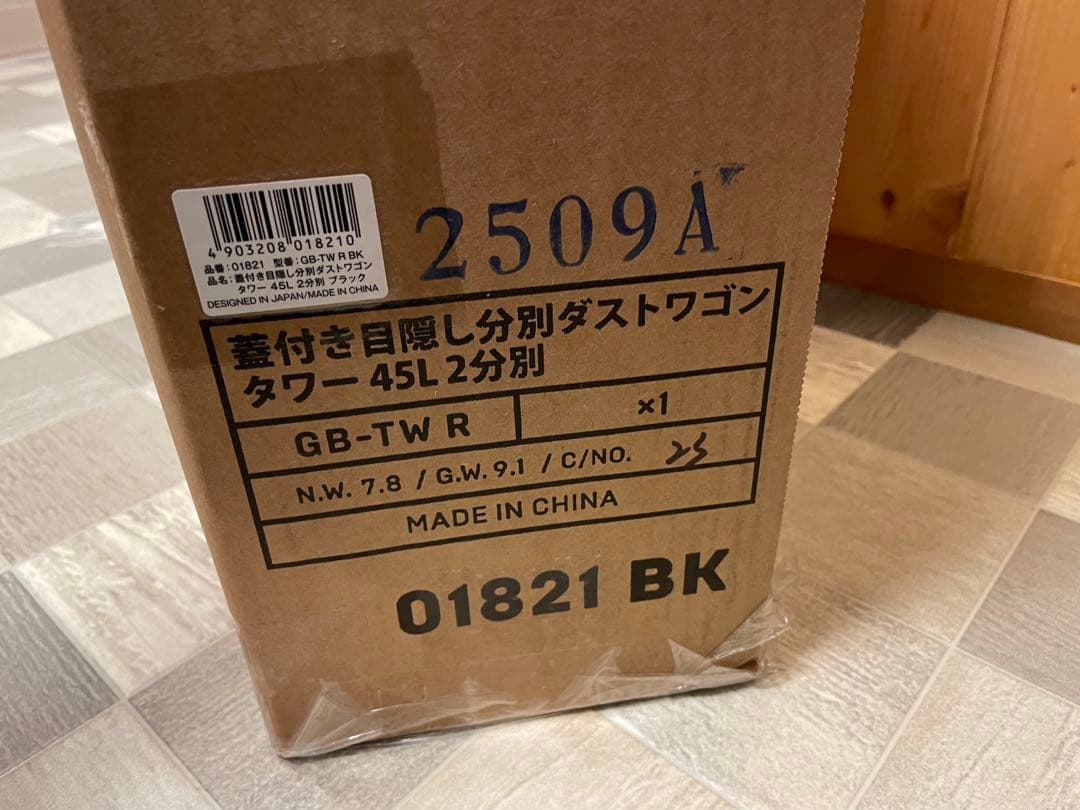 4 903208 018210
品番：01821 型番：GB-TW R BK
品名：蓋付き目隠し分別ダストワゴン
タワー 45L 2分別 ブラック
DESIGNED IN JAPAN/MADE IN CHINA
2509A
蓋付き目隠し分別ダストワゴン
タワー 45L 2分別
GB-TW R
×1
N.W. 7.8 / G.W. 9.1 / C/NO. 25
MADE IN CHINA
01821 BK